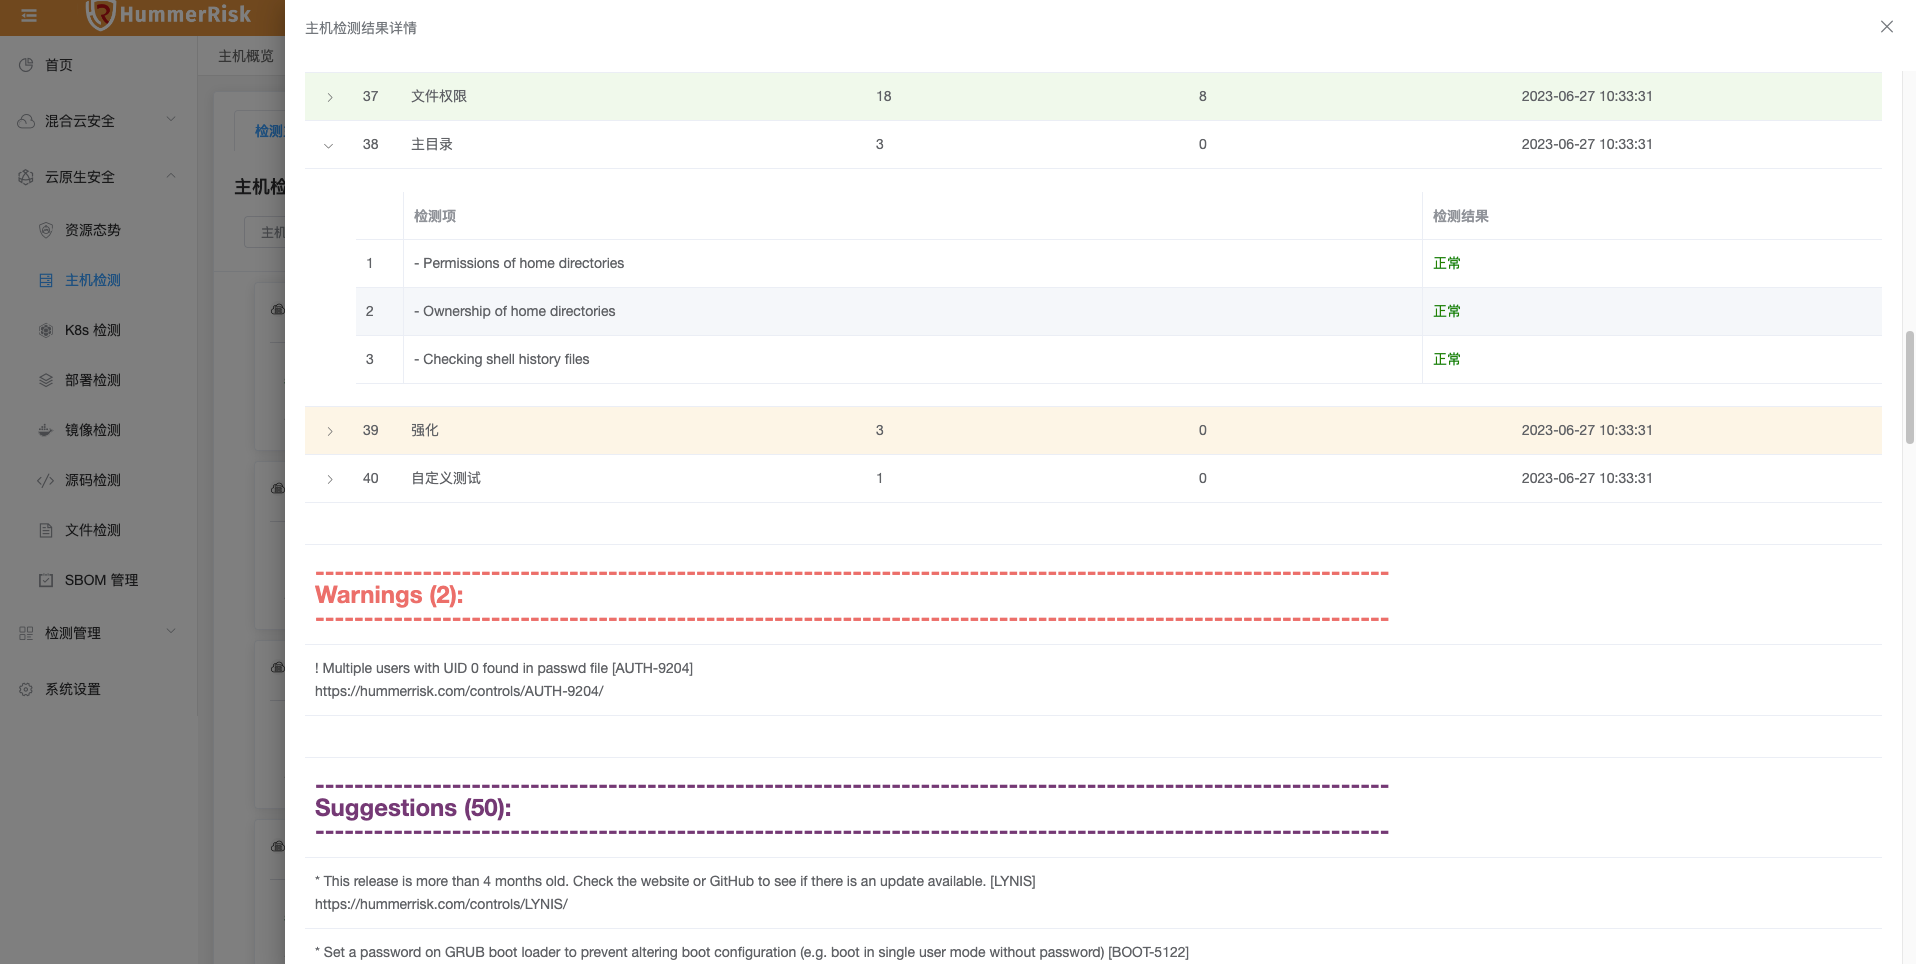 HummerRisk
主机检测结果详情
首页
主机概览
混合云安全
检测
云原生安全
主机检
资源态势
主机
主机检测
K8s 检测
部署检测
镜像检测
源码检测
文件检测
SBOM 管理
检测管理
系统设置
37 文件权限 18 8 2023-06-27 10:33:31
38 主目录 3 0 2023-06-27 10:33:31
检测项 检测结果
1 - Permissions of home directories 正常
2 - Ownership of home directories 正常
3 - Checking shell history files 正常
39 强化 3 0 2023-06-27 10:33:31
40 自定义测试 1 0 2023-06-27 10:33:31
Warnings (2):
! Multiple users with UID 0 found in passwd file [AUTH-9204]
https://hummerrisk.com/controls/AUTH-9204/
Suggestions (50):
* This release is more than 4 months old. Check the website or GitHub to see if there is an update available. [LYNIS]
https://hummerrisk.com/controls/LYNIS/
* Set a password on GRUB boot loader to prevent altering boot configuration (e.g. boot in single user mode without password) [BOOT-5122]